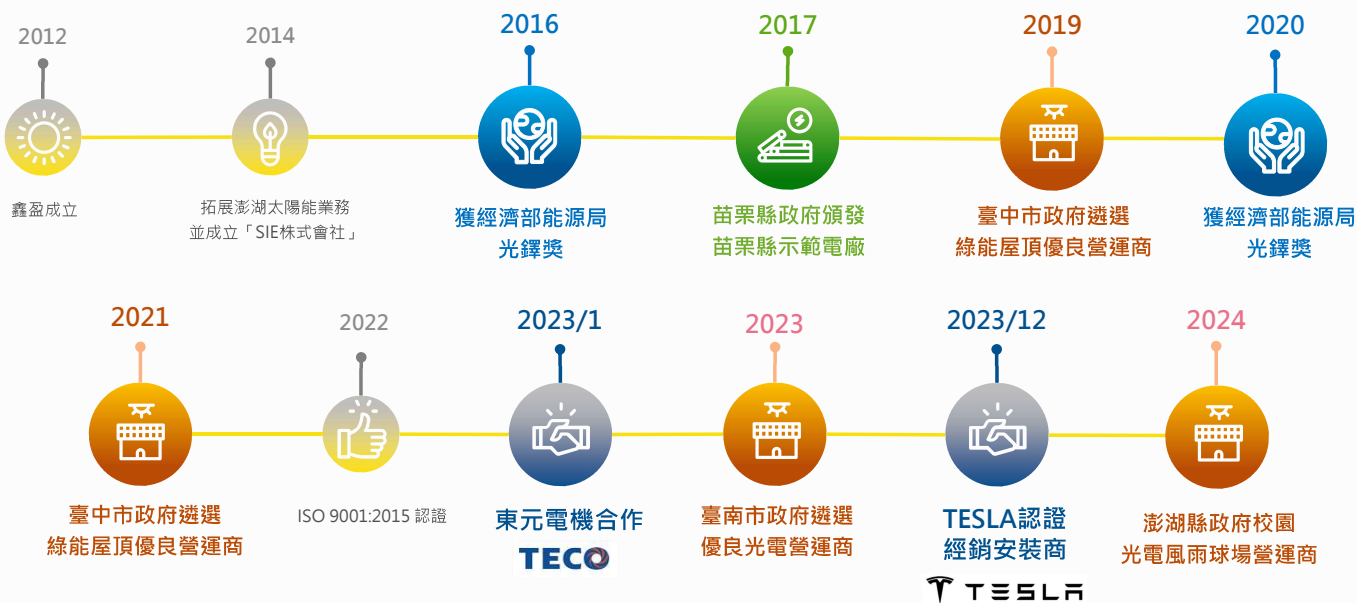 2012
鑫盈成立
2014
拓展澎湖太陽能業務
並成立「SIE株式會社」
2016
獲經濟部能源局
光鐸獎
2017
苗栗縣政府頒發
苗栗縣示範電廠
2019
臺中市政府遴選
綠能屋頂優良營運商
2020
獲經濟部能源局
光鐸獎
2021
臺中市政府遴選
綠能屋頂優良營運商
2022
ISO 9001:2015 認證
2023/1
東元電機合作
TECO
2023
臺南市政府遴選
優良光電營運商
2023/12
TESLA認證
經銷安裝商
TESLA
2024
澎湖縣政府校園
光電風雨球場營運商